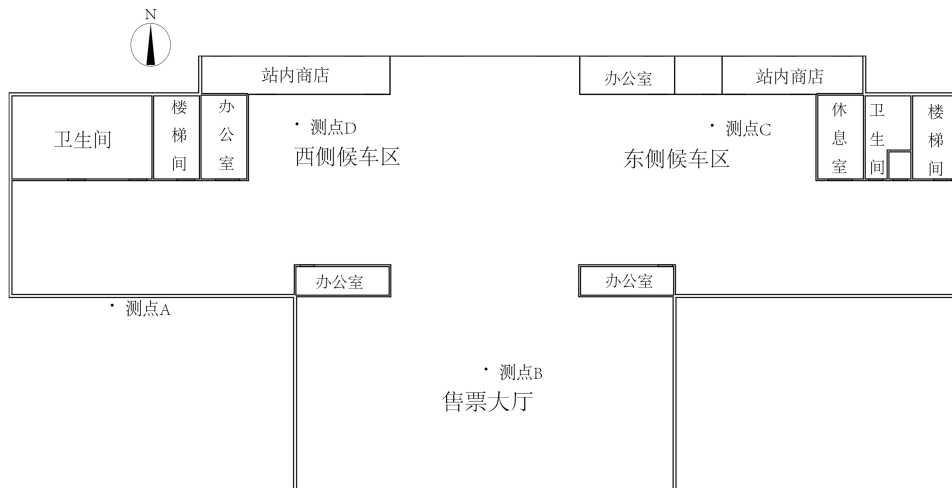 N
站内商店
办公室
站内商店
卫生间
楼梯间
办公室
测点D
西侧候车区
测点C
东侧候车区
休息室
卫生间
楼梯间
办公室
办公室
测点A
测点B
售票大厅